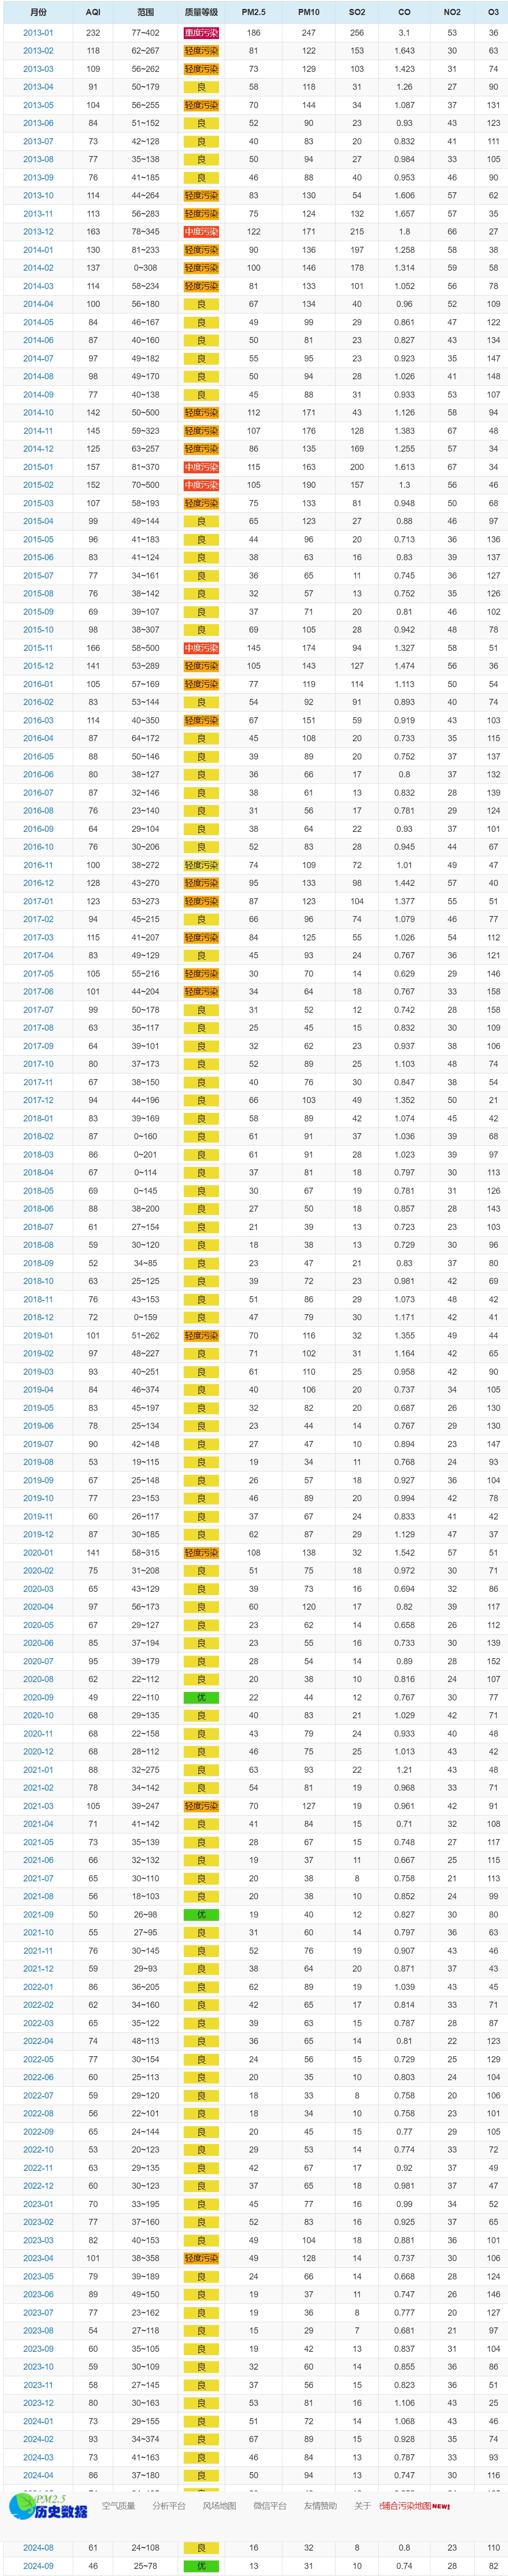 月份 AQI 范围 质量等级 PM2.5 PM10 SO2 CO NO2 O3
2013-01 232 77~402 重度污染 186 247 256 3.1 53 36
2013-02 118 62~267 轻度污染 81 122 153 1.643 30 63
2013-03 109 56~262 轻度污染 73 129 103 1.423 31 74
2013-04 91 50~179 良 58 118 31 1.26 27 90
2013-05 104 56~255 轻度污染 70 144 34 1.087 37 131
2013-06 84 51~152 良 52 90 23 0.93 43 123
2013-07 73 42~128 良 40 83 20 0.832 41 111
2013-08 77 35~138 良 50 94 27 0.984 33 105
2013-09 76 41~185 良 46 88 40 0.953 46 90
2013-10 114 44~264 轻度污染 83 130 54 1.606 57 62
2013-11 113 56~283 轻度污染 75 124 132 1.657 57 35
2013-12 163 78~345 中度污染 122 171 215 1.8 66 27
2014-01 130 81~233 轻度污染 90 136 197 1.258 58 38
2014-02 137 0~308 轻度污染 100 146 178 1.314 59 58
2014-03 114 58~234 轻度污染 81 133 101 1.052 56 78
2014-04 100 56~180 良 67 134 40 0.96 52 109
2014-05 84 46~167 良 49 99 29 0.861 47 122
2014-06 87 40~160 良 50 81 23 0.827 43 134
2014-07 97 49~182 良 55 95 23 0.923 35 147
2014-08 98 49~170 良 50 94 28 1.026 41 148
2014-09 77 40~138 良 45 88 31 0.933 53 107
2014-10 142 50~500 轻度污染 112 171 43 1.126 58 94
2014-11 145 59~323 轻度污染 107 176 128 1.383 67 48
2014-12 125 63~257 轻度污染 86 135 169 1.255 57 34
2015-01 157 81~370 中度污染 115 163 200 1.613 67 34
2015-02 152 70~500 中度污染 105 190 157 1.3 56 46
2015-03 107 58~193 轻度污染 75 133 81 0.948 50 68
2015-04 99 49~144 良 65 123 27 0.88 46 97
2015-05 96 41~183 良 44 96 20 0.713 36 136
2015-06 83 41~124 良 38 63 16 0.83 39 137
2015-07 77 34~161 良 36 65 11 0.745 36 127
2015-08 76 38~142 良 32 57 13 0.752 35 126
2015-09 69 39~107 良 37 71 20 0.81 46 102
2015-10 98 38~307 良 69 105 28 0.942 48 78
2015-11 166 58~500 中度污染 145 174 94 1.327 58 51
2015-12 141 53~289 轻度污染 105 143 127 1.474 56 36
2016-01 105 57~169 轻度污染 77 119 114 1.113 50 54
2016-02 83 53~144 良 54 92 91 0.893 40 74
2016-03 114 40~350 轻度污染 67 151 59 0.919 43 103
2016-04 87 64~172 良 45 108 20 0.733 35 115
2016-05 88 50~146 良 39 89 20 0.752 37 137
2016-06 80 38~127 良 36 66 17 0.8 37 132
2016-07 87 32~146 良 38 61 13 0.832 28 139
2016-08 76 23~140 良 31 56 17 0.781 29 124
2016-09 64 29~104 良 38 64 22 0.93 37 101
2016-10 76 30~206 良 52 83 28 0.945 44 67
2016-11 100 38~272 轻度污染 74 109 72 1.01 49 47
2016-12 128 43~270 轻度污染 95 133 98 1.442 57 40
2017-01 123 53~273 轻度污染 87 123 104 1.377 55 51
2017-02 94 45~215 良 66 96 74 1.079 46 77
2017-03 115 41~207 轻度污染 84 125 55 1.026 54 112
2017-04 83 49~129 良 45 93 24 0.767 36 121
2017-05 105 55~216 轻度污染 30 70 14 0.629 29 146
2017-06 101 44~204 轻度污染 34 64 18 0.767 33 158
2017-07 99 50~178 良 31 52 12 0.742 28 158
2017-08 63 35~117 良 25 45 15 0.832 30 109
2017-09 64 39~101 良 32 62 23 0.937 38 106
2017-10 80 37~173 良 52 89 25 1.103 48 74
2017-11 67 38~150 良 40 76 30 0.847 38 54
2017-12 94 44~196 良 66 103 49 1.352 50 21
2018-01 83 39~169 良 58 89 42 1.074 45 42
2018-02 87 0~160 良 61 91 37 1.036 39 68
2018-03 86 0~201 良 61 91 28 1.023 39 97
2018-04 67 0~114 良 37 81 18 0.797 30 113
2018-05 69 0~145 良 30 67 19 0.781 31 126
2018-06 88 38~200 良 27 50 18 0.857 28 143
2018-07 61 27~154 良 21 39 13 0.723 23 103
2018-08 59 30~120 良 18 38 13 0.729 30 96
2018-09 52 34~85 良 23 47 21 0.83 37 80
2018-10 63 25~125 良 39 72 23 0.981 42 69
2018-11 76 43~153 良 51 86 29 1.073 48 42
2018-12 72 0~159 良 47 79 30 1.171 42 41
2019-01 101 51~262 轻度污染 70 116 32 1.355 49 44
2019-02 97 48~227 良 71 102 31 1.164 42 65
2019-03 93 40~251 良 61 110 25 0.958 42 90
2019-04 84 46~374 良 40 106 20 0.737 34 105
2019-05 83 45~197 良 32 82 20 0.687 26 130
2019-06 78 25~134 良 23 44 14 0.767 29 130
2019-07 90 42~148 良 27 47 10 0.894 23 147
2019-08 53 19~115 良 19 34 11 0.768 24 93
2019-09 67 25~148 良 26 57 18 0.927 36 104
2019-10 77 23~153 良 46 89 20 0.994 42 78
2019-11 60 26~117 良 37 67 24 0.833 41 42
2019-12 87 30~185 良 62 87 29 1.129 47 37
2020-01 141 58~315 轻度污染 108 138 32 1.542 57 51
2020-02 75 31~208 良 51 75 18 0.972 30 71
2020-03 65 43~129 良 39 73 16 0.694 32 86
2020-04 97 56~173 良 60 120 17 0.82 39 117
2020-05 67 29~127 良 23 62 14 0.658 26 112
2020-06 85 37~194 良 23 55 16 0.733 30 139
2020-07 95 39~179 良 28 54 14 0.89 28 152
2020-08 62 22~112 良 20 38 10 0.816 24 107
2020-09 49 22~110 优 22 44 12 0.767 30 77
2020-10 68 29~135 良 40 83 21 1.029 42 71
2020-11 68 22~158 良 43 79 24 0.933 40 48
2020-12 68 28~112 良 46 75 25 1.013 43 42
2021-01 88 32~275 良 63 93 22 1.21 43 48
2021-02 78 34~142 良 54 81 19 0.968 33 71
2021-03 105 39~247 轻度污染 70 127 19 0.961 42 91
2021-04 71 41~142 良 41 84 15 0.71 32 108
2021-05 73 35~139 良 28 67 15 0.748 27 117
2021-06 66 32~132 良 19 37 11 0.667 25 115
2021-07 65 30~110 良 20 38 8 0.758 21 113
2021-08 56 18~103 良 20 38 10 0.852 24 99
2021-09 50 26~98 优 19 40 12 0.827 30 80
2021-10 55 27~95 良 31 60 14 0.797 36 63
2021-11 76 30~145 良 52 76 19 0.907 43 46
2021-12 59 29~93 良 38 64 20 0.871 37 43
2022-01 86 36~205 良 62 89 19 1.039 43 45
2022-02 62 34~160 良 42 65 17 0.814 33 71
2022-03 65 35~122 良 39 63 15 0.787 28 87
2022-04 74 48~113 良 36 65 14 0.81 22 123
2022-05 77 30~154 良 24 56 15 0.729 25 129
2022-06 60 25~113 良 20 35 10 0.803 24 104
2022-07 59 29~120 良 18 33 8 0.758 20 106
2022-08 56 22~101 良 18 34 10 0.758 23 101
2022-09 65 24~144 良 20 45 15 0.77 29 105
2022-10 53 20~123 良 29 53 14 0.774 33 72
2022-11 63 29~135 良 42 67 17 0.92 37 49
2022-12 60 30~123 良 37 65 18 0.981 37 47
2023-01 70 33~195 良 45 77 16 0.99 34 52
2023-02 77 37~160 良 52 83 16 0.925 37 65
2023-03 82 40~153 良 49 104 18 0.881 36 101
2023-04 101 38~358 轻度污染 49 128 14 0.737 30 106
2023-05 79 39~189 良 24 66 14 0.668 28 124
2023-06 89 49~150 良 19 37 11 0.747 26 146
2023-07 77 23~162 良 19 36 8 0.777 20 127
2023-08 54 27~118 良 15 29 7 0.681 21 97
2023-09 60 35~105 良 19 42 13 0.837 31 104
2023-10 59 30~109 良 32 60 14 0.855 36 86
2023-11 58 27~145 良 37 56 15 0.823 36 51
2023-12 80 30~163 良 53 81 16 1.106 43 25
2024-01 73 29~155 良 51 72 14 1.068 43 46
2024-02 93 34~374 良 67 89 15 0.928 35 74
2024-03 73 41~163 良 46 84 13 0.787 33 93
2024-04 86 37~180 良 50 94 13 0.747 30 116
PM2.5
历史数据 空气质量 分析平台 风场地图 微信平台 友情赞助 关于 铺合污染地图 NEW!
2024-08 61 24~108 良 16 32 8 0.8 23 110
2024-09 46 25~78 优 13 31 10 0.74 28 82